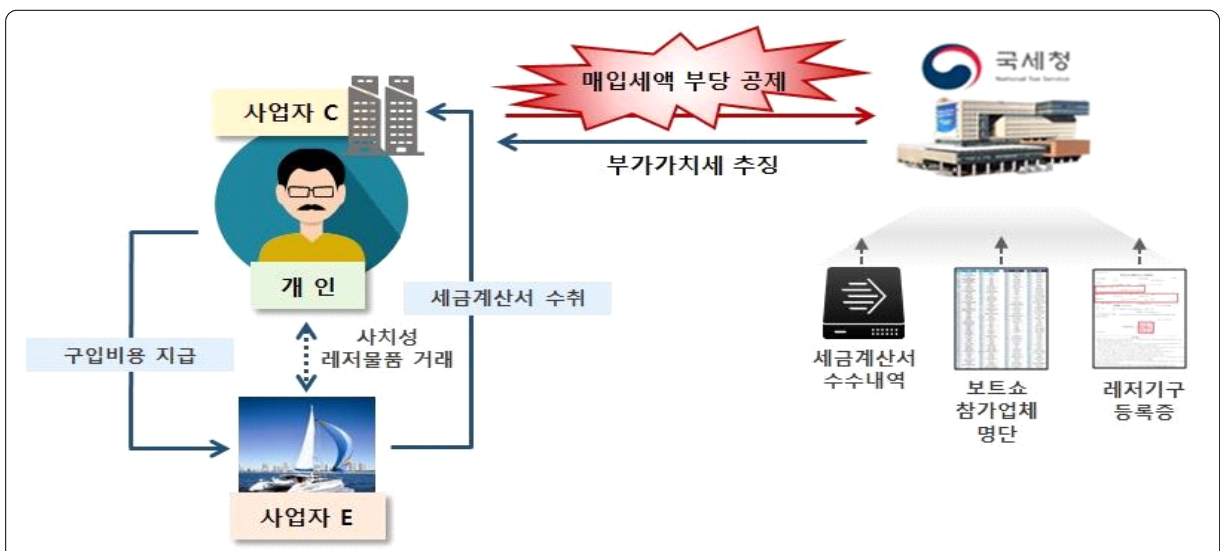 매입세액 부당 공제
국세청
National Tax Service
사업자 C
부가가치세 추징
개 인
세금계산서 수취
사치성
레저물품 거래
구입비용 지급
사업자 E
세금계산서
수수내역
보트쇼
참가업체
명단
레저기구
등록증